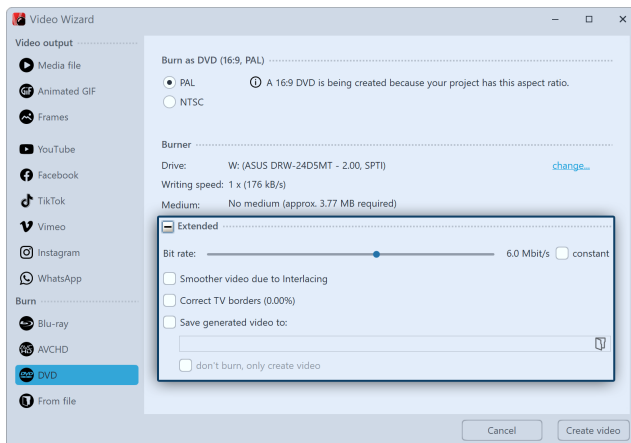 Video Wizard
Video output
Media file
Animated GIF
Frames
YouTube
Facebook
TikTok
Vimeo
Instagram
WhatsApp
Burn
Blu-ray
AVCHD
DVD
From file
Burn as DVD (16:9, PAL)
PAL
A 16:9 DVD is being created because your project has this aspect ratio.
NTSC
Burner
Drive: W: (ASUS DRW-24D5MT - 2.00, SPTI) change...
Writing speed: 1 x (176 kB/s)
Medium: No medium (approx. 3.77 MB required)
Extended
Bit rate: 6.0 Mbit/s constant
Smoother video due to Interlacing
Correct TV borders (0.00%)
Save generated video to:
don't burn, only create video
Cancel Create video